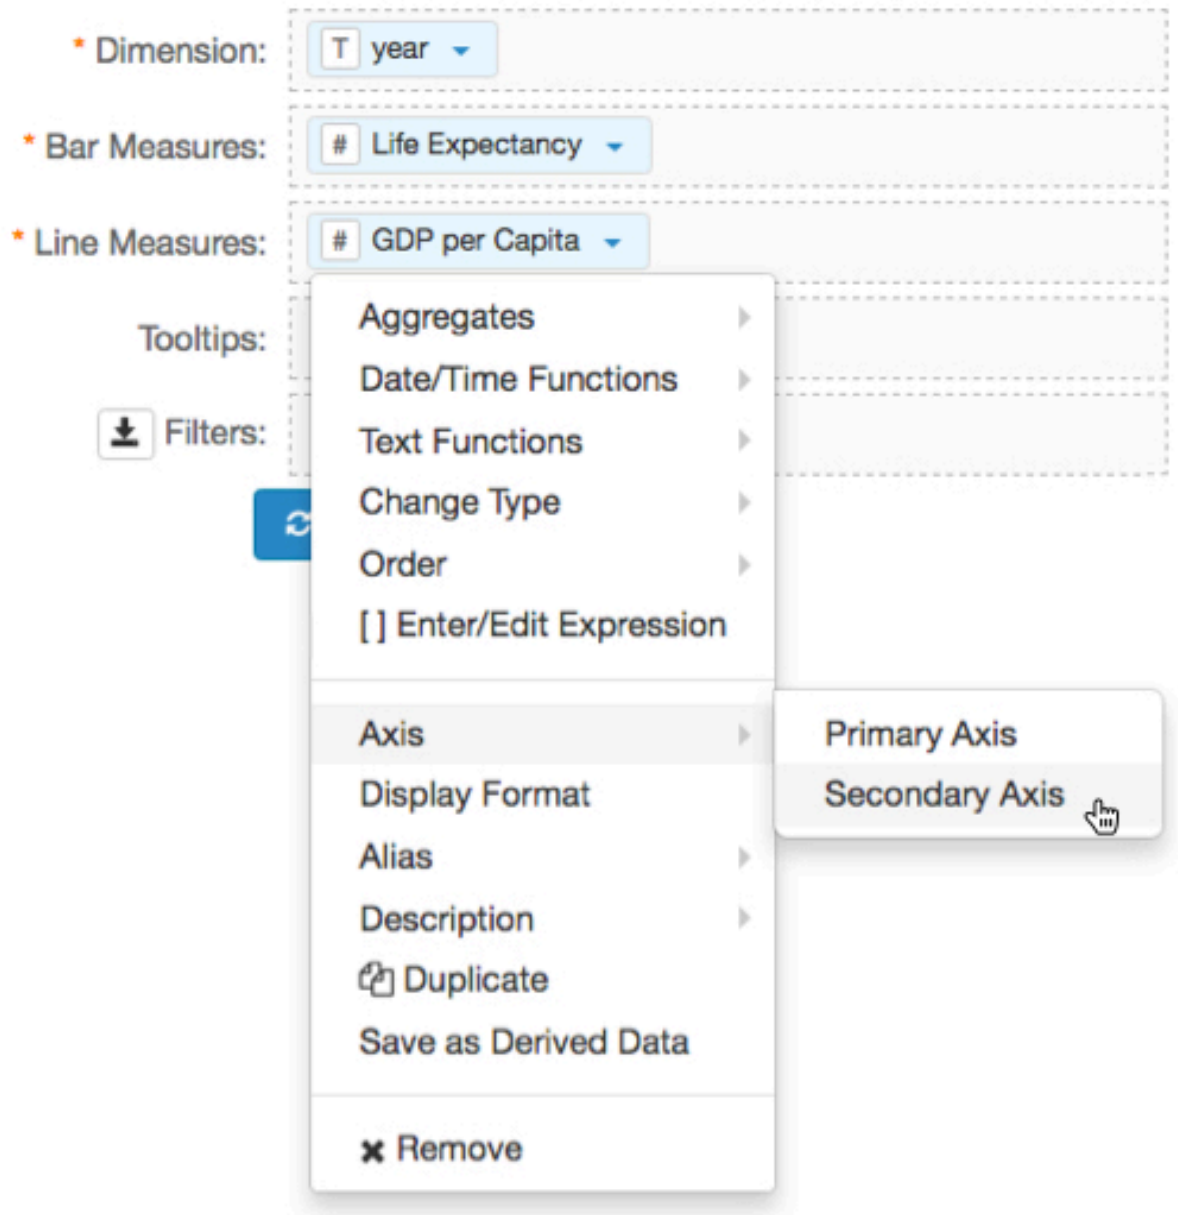 * Dimension: T year
* Bar Measures: # Life Expectancy
* Line Measures: # GDP per Capita
Tooltips:
Filters:
Aggregates
Date/Time Functions
Text Functions
Change Type
Order
[ ] Enter/Edit Expression
Axis
Primary Axis
Secondary Axis
Display Format
Alias
Description
Duplicate
Save as Derived Data
Remove